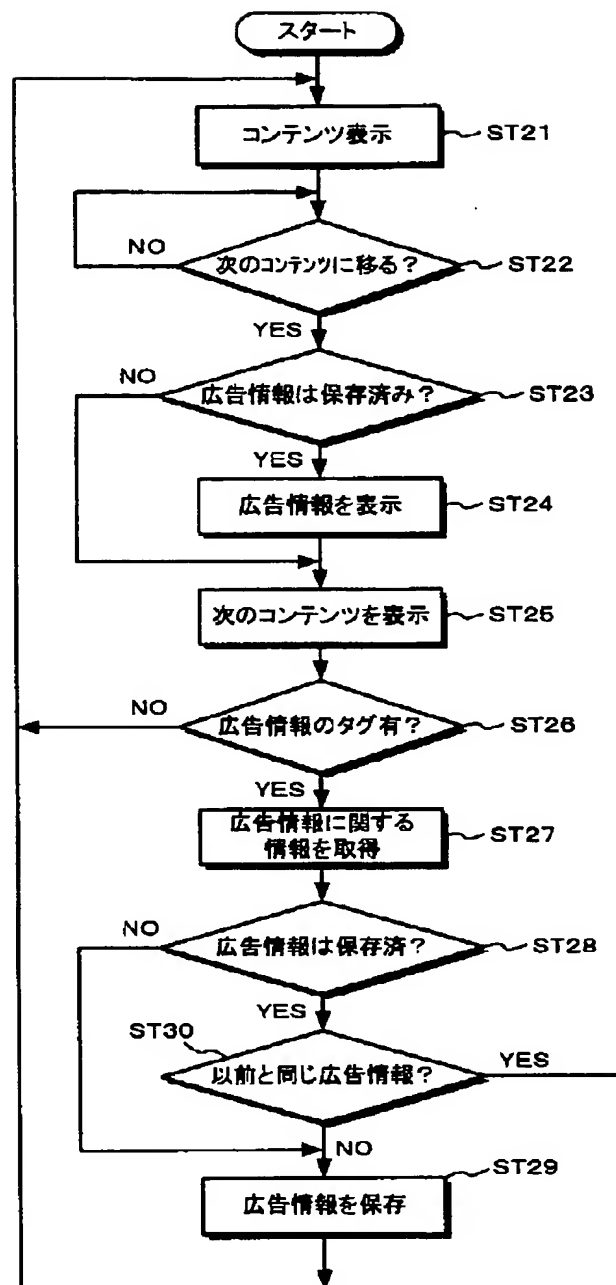 スタート
コンテンツ表示
ST21
NO
次のコンテンツに移る?
ST22
YES
NO
広告情報は保存済み?
ST23
YES
広告情報を表示
ST24
次のコンテンツを表示
ST25
NO
広告情報のタグ有?
ST26
YES
広告情報に関する
情報を取得
ST27
NO
広告情報は保存済?
ST28
YES
ST30
以前と同じ広告情報?
YES
NO
ST29
広告情報を保存